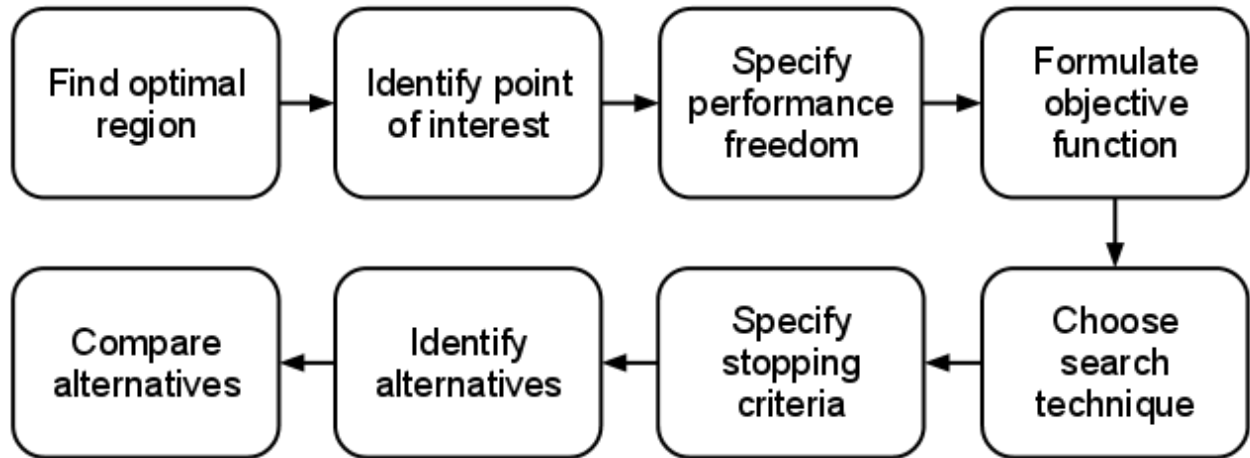 Find optimal
region
Identify point
of interest
Specify
performance
freedom
Formulate
objective
function
Choose
search
technique
Specify
stopping
criteria
Identify
alternatives
Compare
alternatives